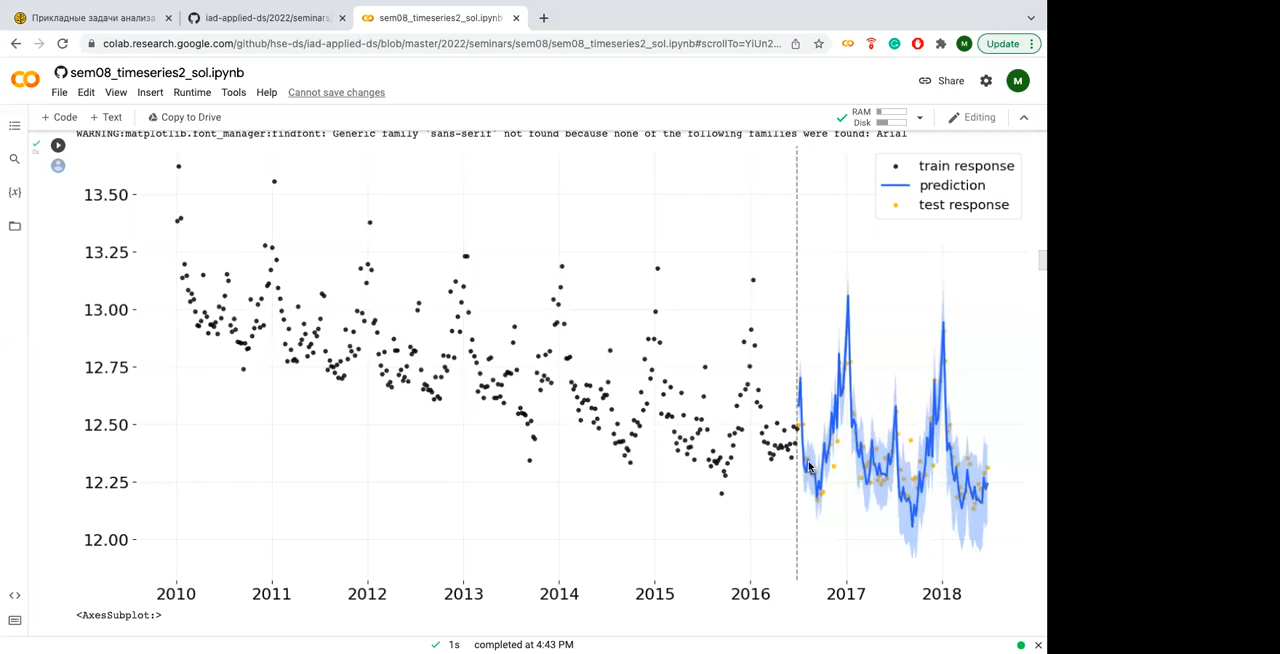 Прикладные задачи анализа
iad-applied-ds/2022/seminars
sem08_timeseries2_sol.ipynb
colab.research.google.com/github/hse-ds/iad-applied-ds/blob/master/2022/seminars/sem08/sem08_timeseries2_sol.ipynb#scrollTo=YiUn2...
M
Update
sem08_timeseries2_sol.ipynb
Share
M
File Edit View Insert Runtime Tools Help Cannot save changes
+ Code + Text Copy to Drive
RAM
Disk
Editing
WARNING:matplotlib.font_manager:findfont: Generic family 'sans-serif' not found because none of the following families were found: Arial
{x}
0s
train response
prediction
test response
13.50
13.25
13.00
12.75
12.50
12.25
12.00
2010 2011 2012 2013 2014 2015 2016 2017 2018
<AxesSubplot:>
1s completed at 4:43 PM